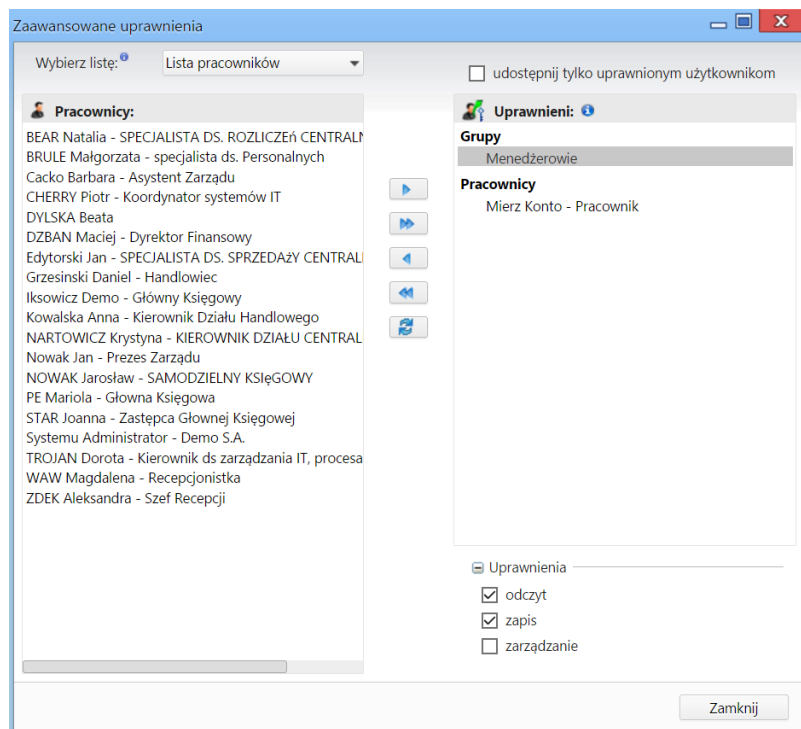 Zaawansowane uprawnienia
Wybierz listę:
Lista pracowników
udostępnij tylko uprawnionym użytkownikom
Pracownicy:
BEAR Natalia - SPECJALISTA DS. ROZLICZEń CENTRALN
BRULE Małgorzata - specjalista ds. Personalnych
Cacko Barbara - Asystent Zarządu
CHERRY Piotr - Koordynator systemów IT
DYLSKA Beata
DZBAN Maciej - Dyrektor Finansowy
Edytorski Jan - SPECJALISTA DS. SPRZEDAży CENTRALI
Grzesinski Daniel - Handlowiec
Iksowicz Demo - Główny Księgowy
Kowalska Anna - Kierownik Działu Handlowego
NARTOWICZ Krystyna - KIEROWNIK DZIAŁU CENTRAL
Nowak Jan - Prezes Zarządu
NOWAK Jarosław - SAMODZIELNY KSIęGOWY
PE Mariola - Głowna Księgowa
STAR Joanna - Zastępca Głownej Księgowej
Systemu Administrator - Demo S.A.
TROJAN Dorota - Kierownik ds zarządzania IT, procesa
WAW Magdalena - Recepcjonistka
ZDEK Aleksandra - Szef Recepcji
Uprawnieni:
Grupy
Menedżerowie
Pracownicy
Mierz Konto - Pracownik
Uprawnienia
odczyt
zapis
zarządzanie
Zamknij